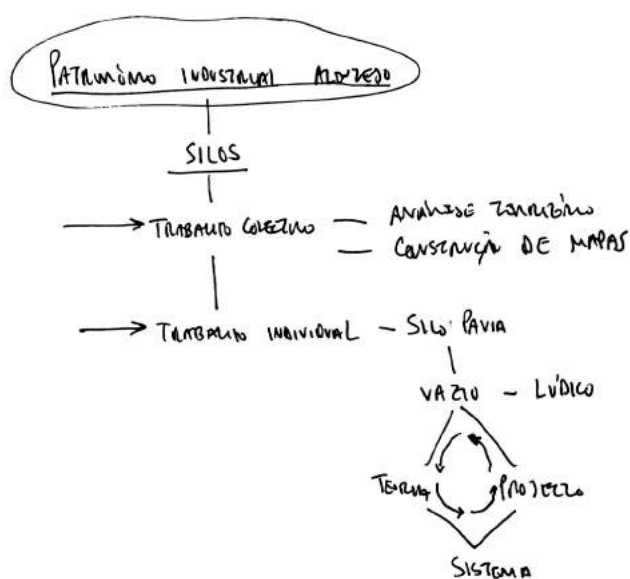 PATRIMÓNIO INDUSTRIAL ALENTEJO
SILOS
TRABALHO COLECTIVO — ANÁLISE TERRITÓRIO
— CONSTRUÇÃO DE MAPAS
TRABALHO INDIVIDUAL — SILO PAVIA
VAZIO — LÚDICO
TEORIA PROJECTO
SISTEMA